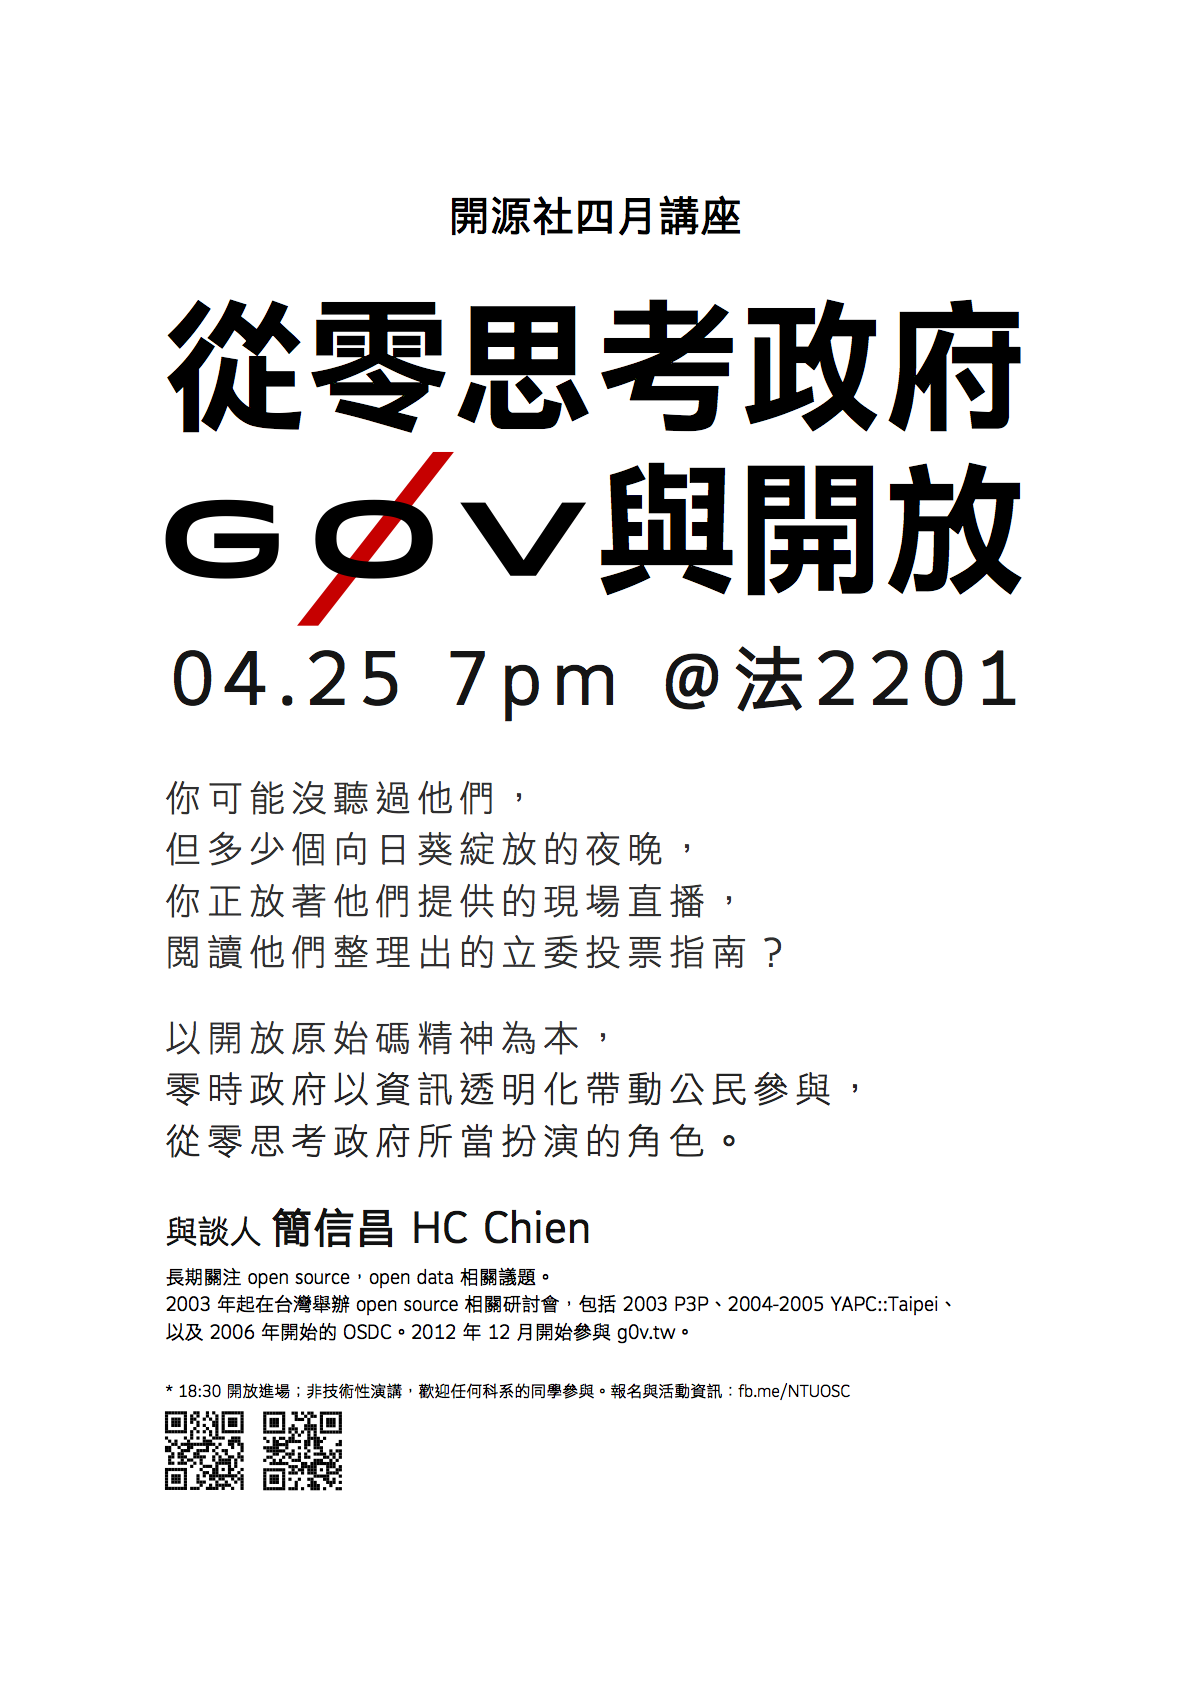 開源社四月講座
從零思考政府
GØV與開放
04.25 7pm @法2201
你可能沒聽過他們，
但多少個向日葵綻放的夜晚，
你正放著他們提供的現場直播，
閱讀他們整理出的立委投票指南？
以開放原始碼精神為本，
零時政府以資訊透明化帶動公民參與，
從零思考政府所當扮演的角色。
與談人 簡信昌 HC Chien
長期關注 open source，open data 相關議題。
2003 年起在台灣舉辦 open source 相關研討會，包括 2003 P3P、2004-2005 YAPC::Taipei、
以及 2006 年開始的 OSDC。2012 年 12 月開始參與 g0v.tw。
* 18:30 開放進場；非技術性演講，歡迎任何科系的同學參與。報名與活動資訊：fb.me/NTUOSC